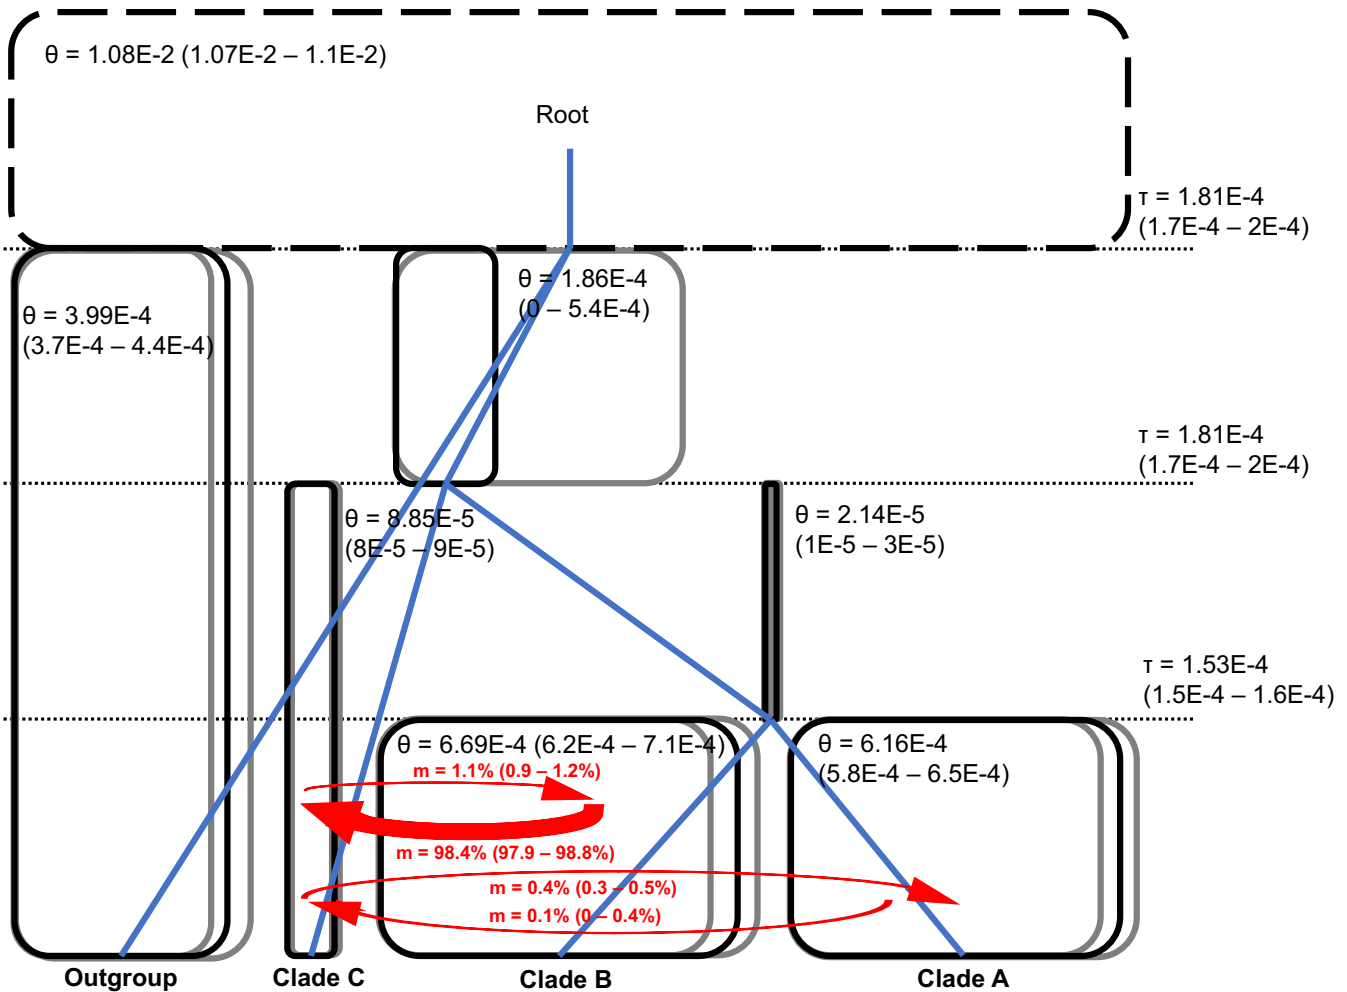 θ = 1.08E-2 (1.07E-2 – 1.1E-2)
Root
τ = 1.81E-4
(1.7E-4 – 2E-4)
θ = 1.86E-4
(0 – 5.4E-4)
θ = 3.99E-4
(3.7E-4 – 4.4E-4)
τ = 1.81E-4
(1.7E-4 – 2E-4)
θ = 8.85E-5
(8E-5 – 9E-5)
θ = 2.14E-5
(1E-5 – 3E-5)
τ = 1.53E-4
(1.5E-4 – 1.6E-4)
θ = 6.69E-4 (6.2E-4 – 7.1E-4)
θ = 6.16E-4
(5.8E-4 – 6.5E-4)
m = 1.1% (0.9 – 1.2%)
m = 98.4% (97.9 – 98.8%)
m = 0.4% (0.3 – 0.5%)
m = 0.1% (0 – 0.4%)
Outgroup
Clade C
Clade B
Clade A